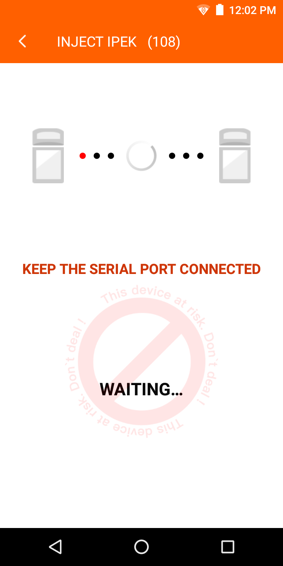 12:02 PM
INJECT IPEK (108)
KEEP THE SERIAL PORT CONNECTED
This device at risk. Don't deal !
This device at risk. Don't deal !
WAITING...